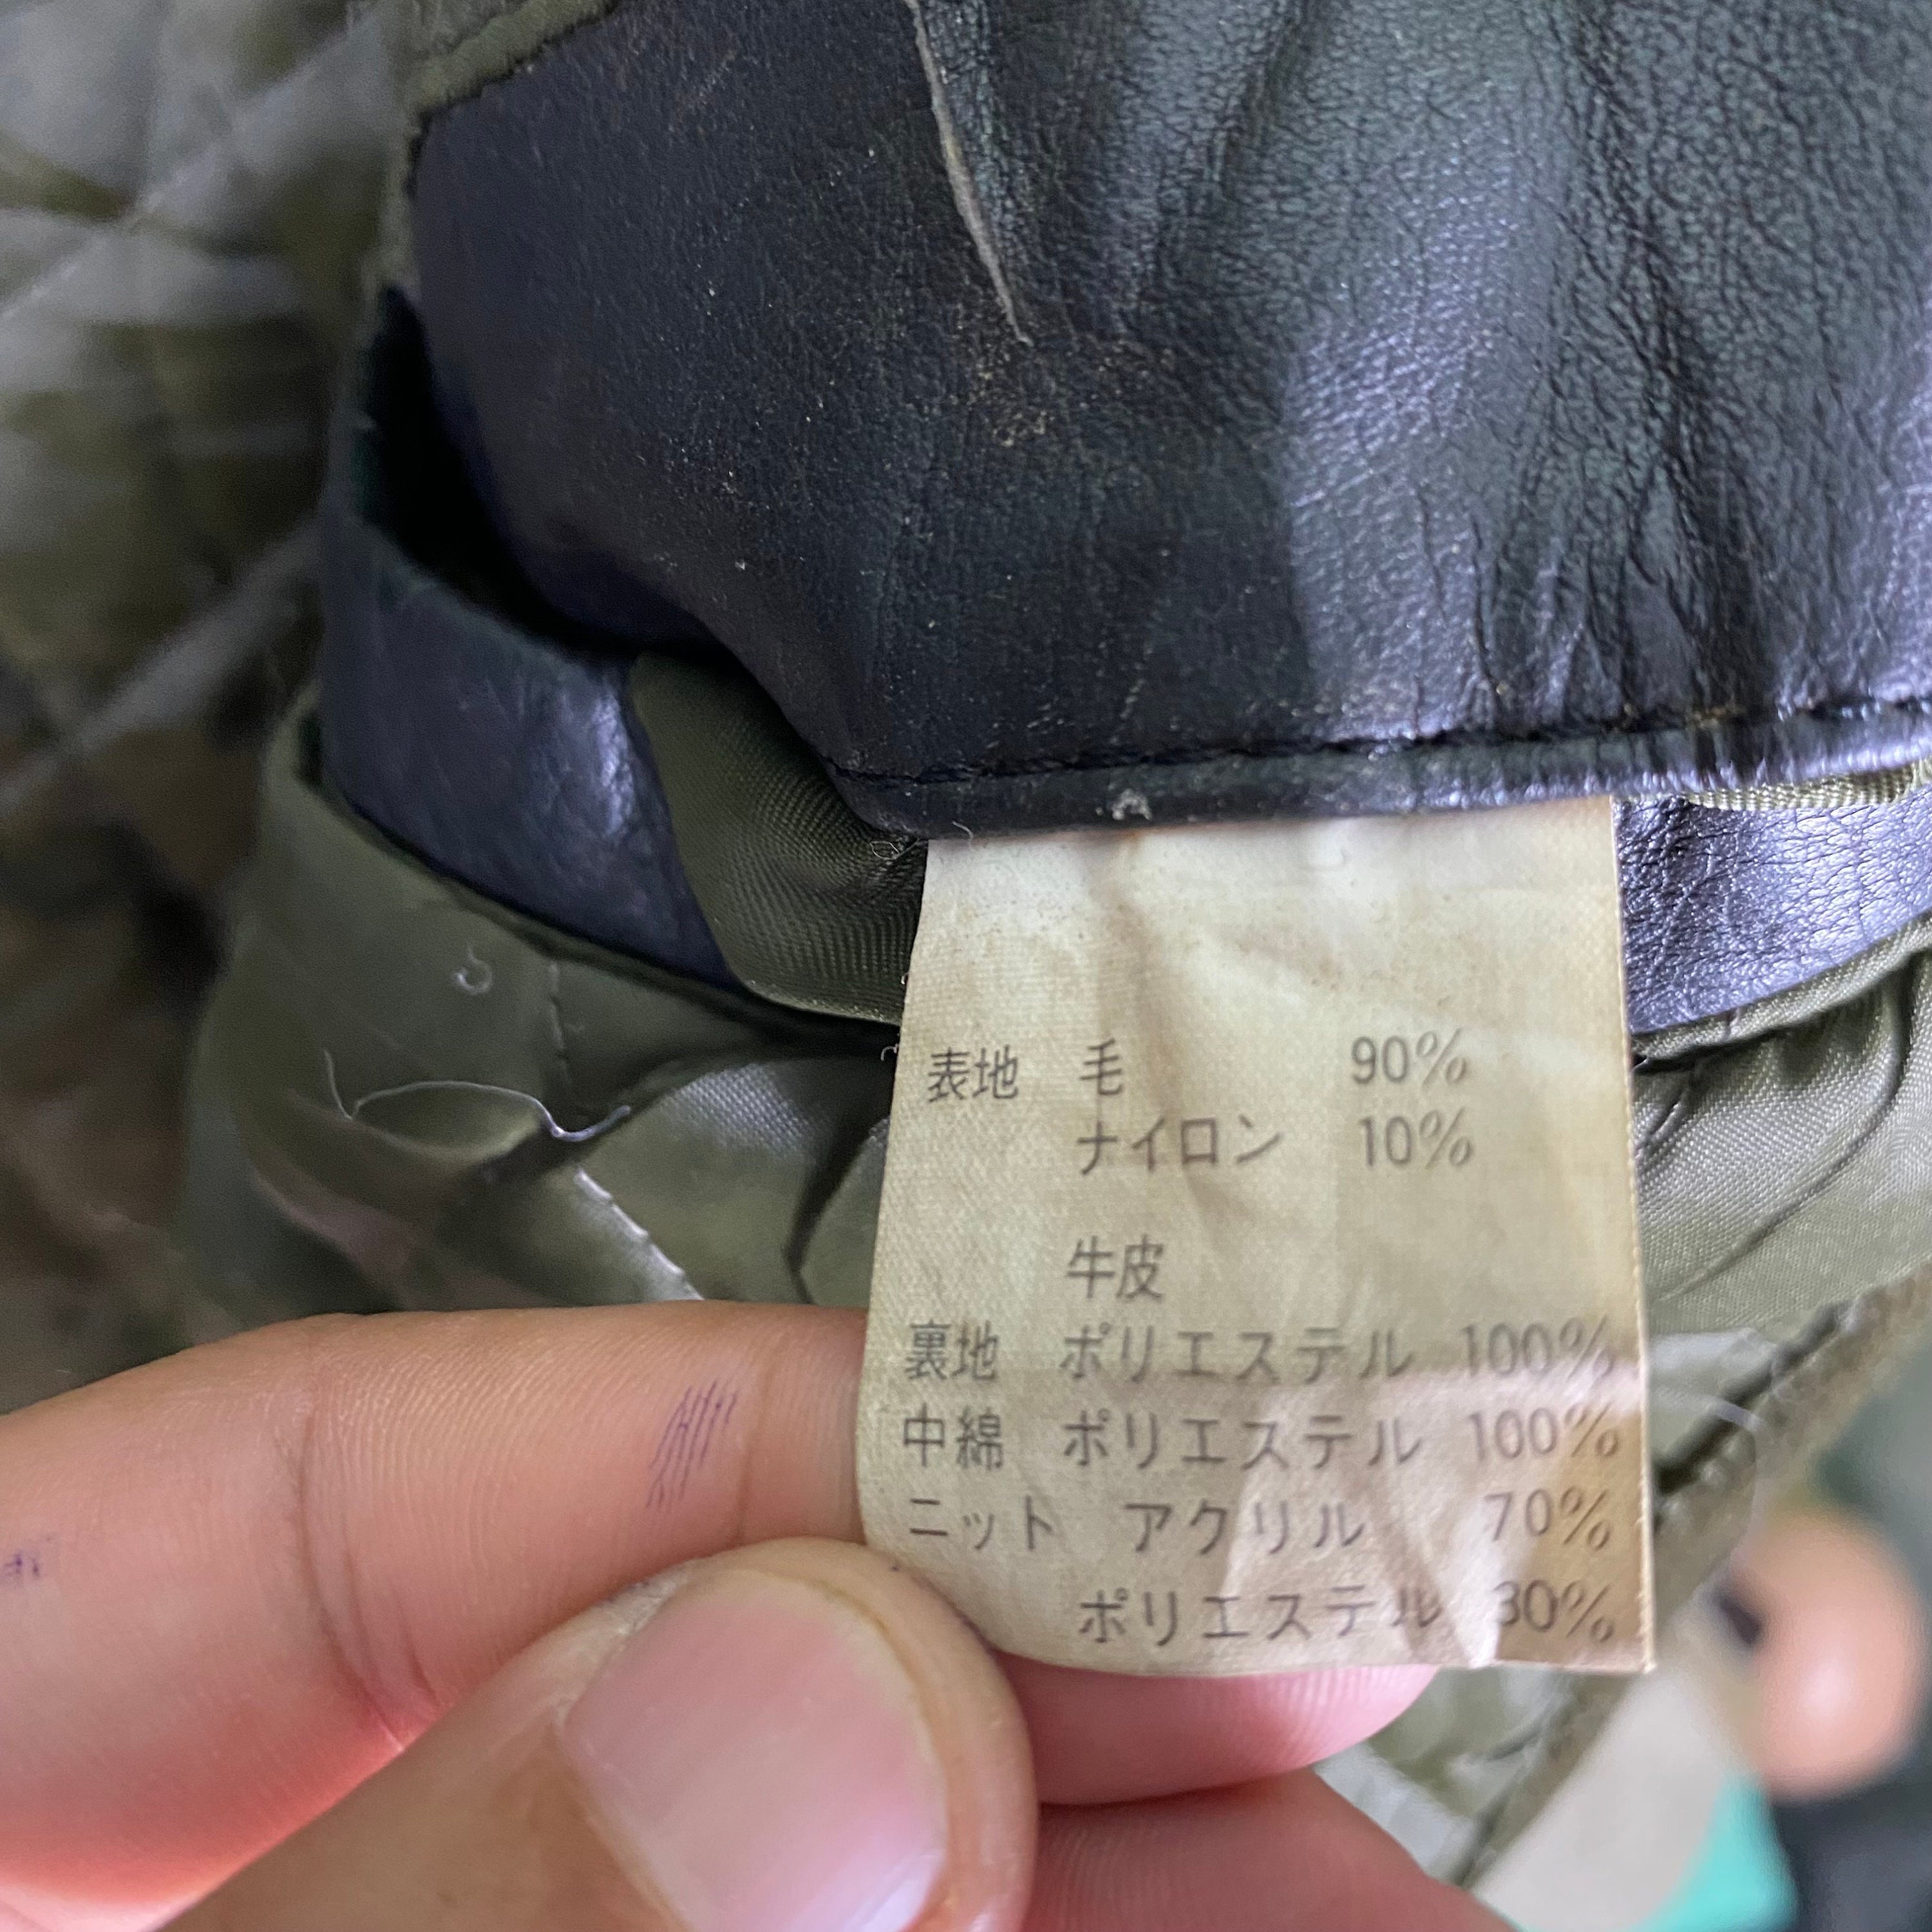 表地 毛 90%
ナイロン 10%
牛皮
裏地 ポリエステル 100%
中綿 ポリエステル 100%
ニット アクリル 70%
ポリエステル 30%